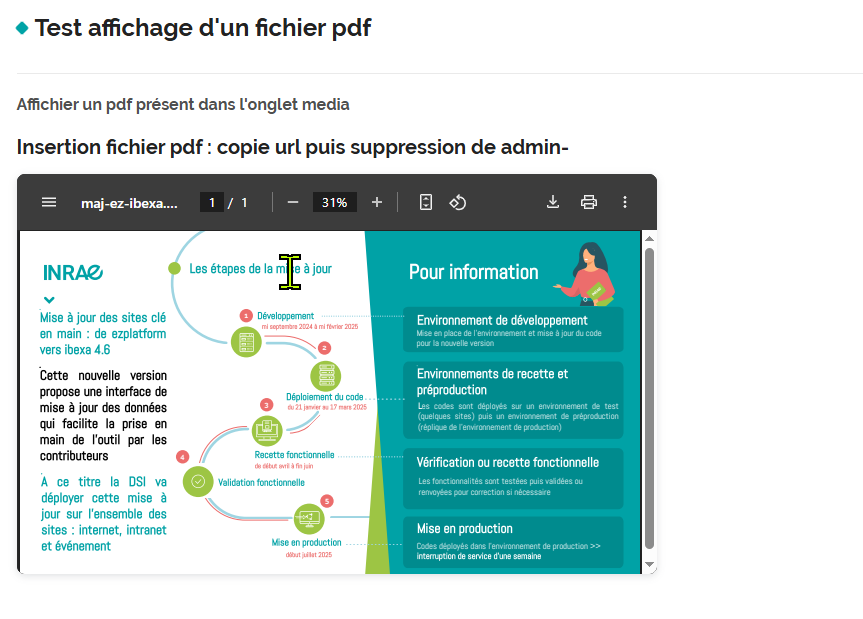 Test affichage d'un fichier pdf
Affichier un pdf présent dans l'onglet media
Insertion fichier pdf : copie url puis suppression de admin-
maj-ez-ibexa....
1 / 1
31%
INRAE
Mise à jour des sites clé
en main : de ezplatform
vers ibexa 4.6
Cette nouvelle version
propose une interface de
mise à jour des données
qui facilite la prise en
main de l'outil par les
contributeurs
À ce titre la DSI va
déployer cette mise à
jour sur l'ensemble des
sites : internet, intranet
et événement
Les étapes de la mise à jour
1
Développement
mi septembre 2024 à mi février 2025
2
Déploiement du code
du 21 janvier au 17 mars 2025
3
Recette fonctionnelle
de début avril à fin juin
4
Validation fonctionnelle
5
Mise en production
début juillet 2025
Pour information
Environnement de développement
Mise en place de l'environnement et mise à jour du code
pour la nouvelle version
Environnements de recette et
préproduction
Les codes sont déployés sur un environnement de test
(quelques sites) puis un environnement de préproduction
(réplique de l'environnement de production)
Vérification ou recette fonctionnelle
Les fonctionnalités sont testées puis validées ou
renvoyées pour correction si nécessaire
Mise en production
Codes déployés dans l'environnement de production >>
interruption de service d'une semaine